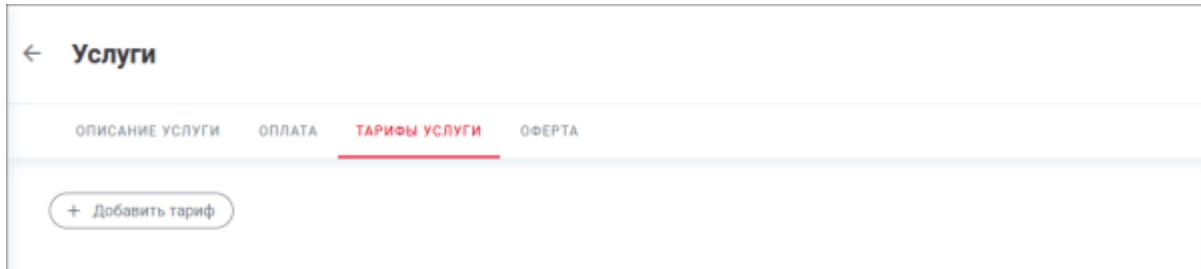 Услуги
ОПИСАНИЕ УСЛУГИ ОПЛАТА ТАРИФЫ УСЛУГИ ОФЕРТА
+ Добавить тариф